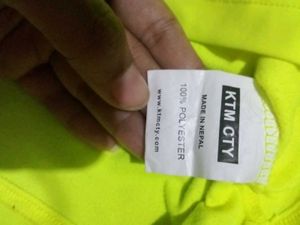 KTM CTY
MADE IN NEPAL
100% POLYESTER
www.ktmcty.com